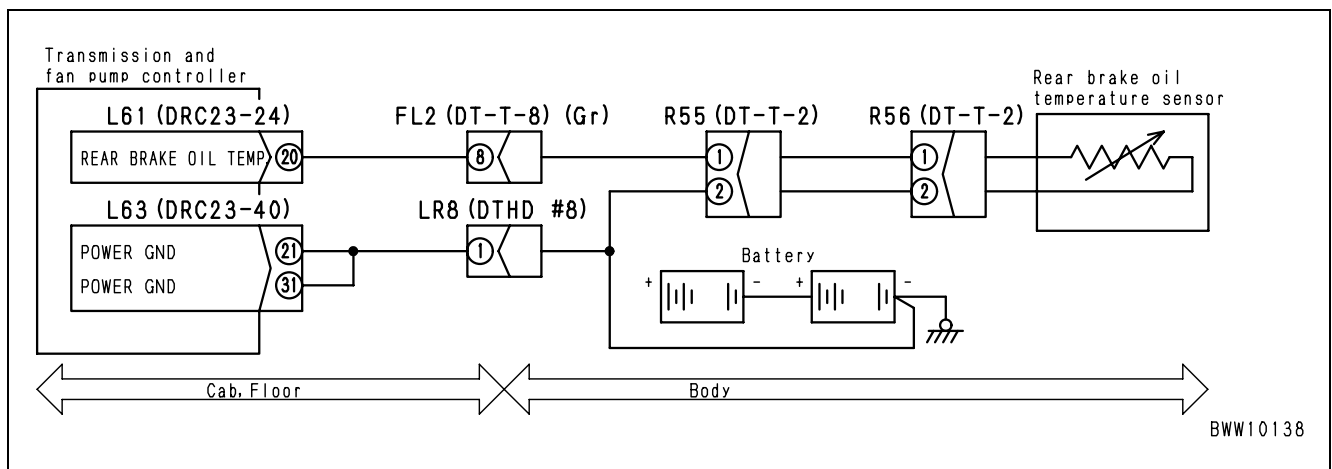 Transmission and
fan pump controller
L61 (DRC23-24)
REAR BRAKE OIL TEMP
20
FL2 (DT-T-8) (Gr)
8
R55 (DT-T-2)
1
2
R56 (DT-T-2)
1
2
Rear brake oil
temperature sensor
L63 (DRC23-40)
POWER GND
21
POWER GND
31
LR8 (DTHD #8)
1
Battery
+ - + -
Cab, Floor
Body
BWW10138